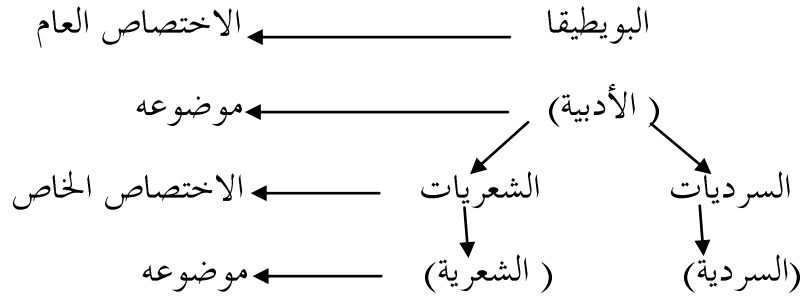 البويطيقا الاختصاص العام
( الأدبية) موضوعه
السرديات الشعريات الاختصاص الخاص
(السردية) ( الشعرية) موضوعه